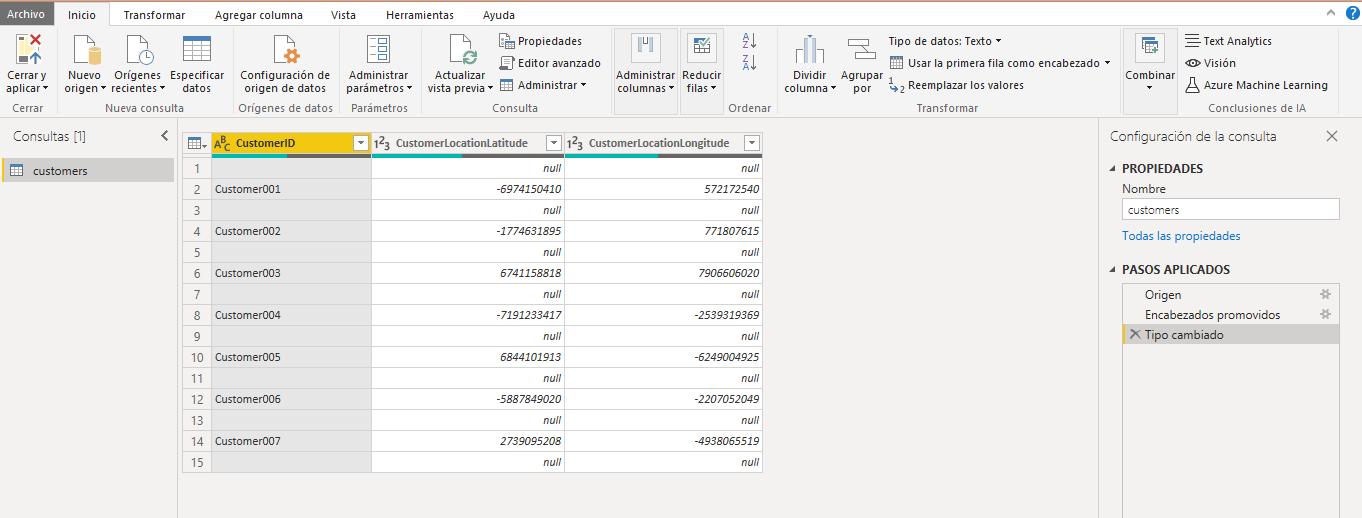 Archivo Inicio Transformar Agregar columna Vista Herramientas Ayuda
Cerrar y aplicar
Cerrar
Nuevo origen
Orígenes recientes
Especificar datos
Nueva consulta
Configuración de origen de datos
Orígenes de datos
Administrar parámetros
Parámetros
Actualizar vista previa
Propiedades
Editor avanzado
Administrar
Consulta
Administrar columnas
Reducir filas
A Z
Z A
Ordenar
Dividir columna
Agrupar por
Tipo de datos: Texto
Usar la primera fila como encabezado
1 2 Reemplazar los valores
Transformar
Combinar
Text Analytics
Visión
Azure Machine Learning
Conclusiones de IA
Consultas [1]
customers
ABC CustomerID 123 CustomerLocationLatitude 123 CustomerLocationLongitude
1 null null
2 Customer001 -6974150410 572172540
3 null null
4 Customer002 -1774631895 771807615
5 null null
6 Customer003 6741158818 7906606020
7 null null
8 Customer004 -7191233417 -2539319369
9 null null
10 Customer005 6844101913 -6249004925
11 null null
12 Customer006 -5887849020 -2207052049
13 null null
14 Customer007 2739095208 -4938065519
15 null null
Configuración de la consulta
PROPIEDADES
Nombre
customers
Todas las propiedades
PASOS APLICADOS
Origen
Encabezados promovidos
Tipo cambiado